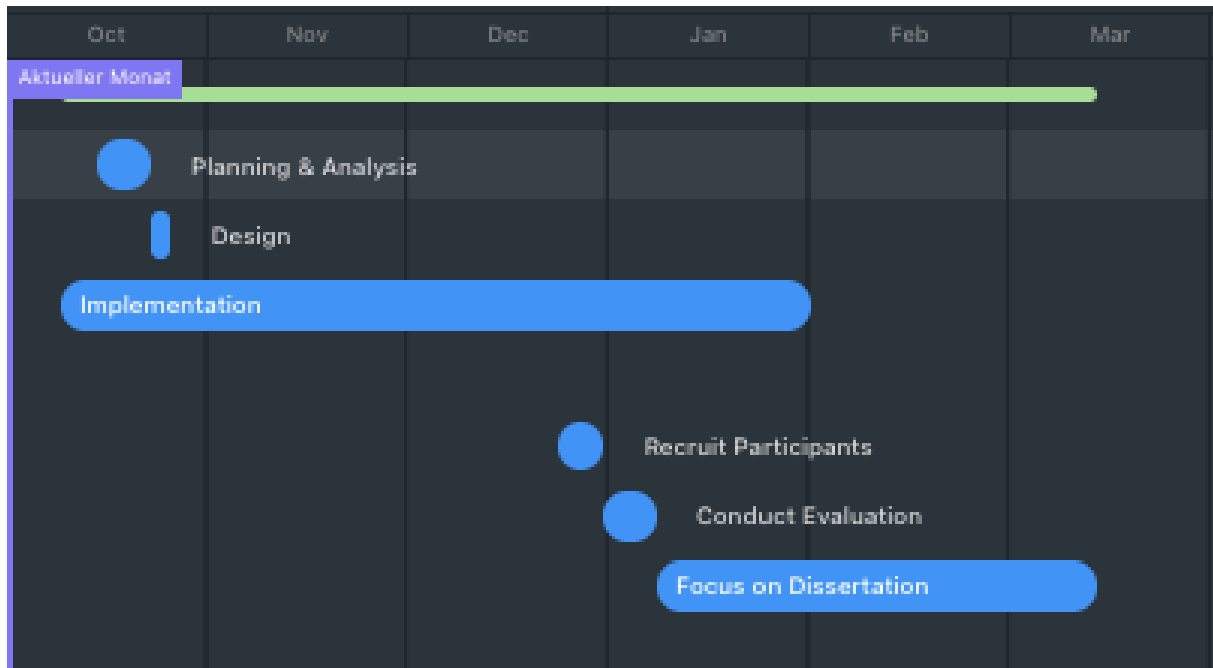 Oct Nov Dec Jan Feb Mar
Aktueller Monat
Planning & Analysis
Design
Implementation
Recruit Participants
Conduct Evaluation
Focus on Dissertation